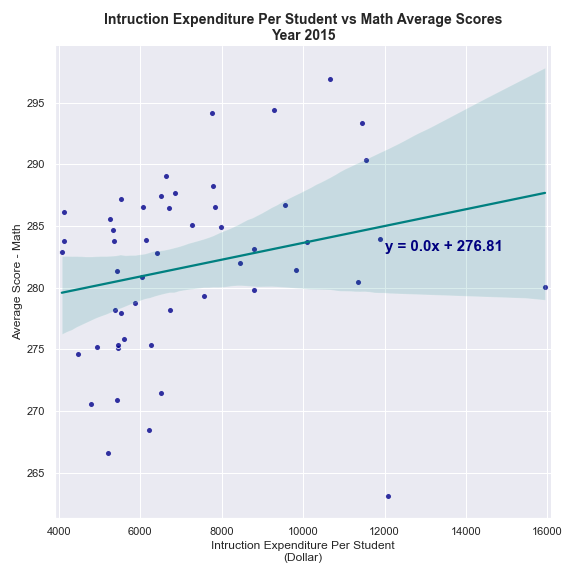 Intruction Expenditure Per Student vs Math Average Scores
Year 2015
295
290
285
280
275
270
265
Average Score - Math
y = 0.0x + 276.81
4000 6000 8000 10000 12000 14000 16000
Intruction Expenditure Per Student
(Dollar)